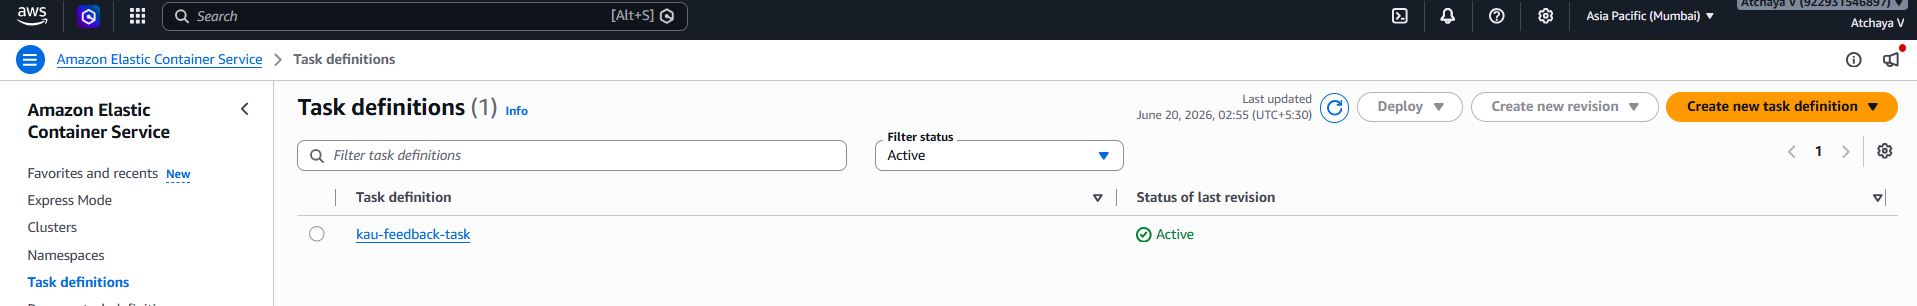 aws
Search
[Alt+S]
Asia Pacific (Mumbai)
Atchaya V (922931546897)
Atchaya V
Amazon Elastic Container Service > Task definitions
Amazon Elastic
Container Service
Favorites and recents New
Express Mode
Clusters
Namespaces
Task definitions
Task definitions (1) Info
Last updated
June 20, 2026, 02:55 (UTC+5:30)
Deploy
Create new revision
Create new task definition
Filter task definitions
Filter status
Active
1
Task definition
Status of last revision
kau-feedback-task
Active